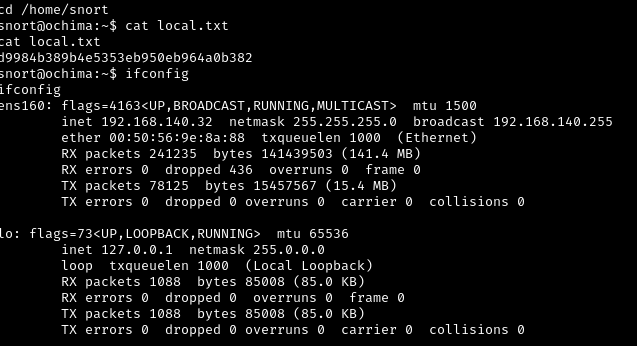 cd /home/snort
snort@ochima:~$ cat local.txt
cat local.txt
d9984b389b4e5353eb950eb964a0b382
snort@ochima:~$ ifconfig
ifconfig
ens160: flags=4163<UP,BROADCAST,RUNNING,MULTICAST>  mtu 1500
        inet 192.168.140.32  netmask 255.255.255.0  broadcast 192.168.140.255
        ether 00:50:56:9e:8a:88  txqueuelen 1000  (Ethernet)
        RX packets 241235  bytes 141439503 (141.4 MB)
        RX errors 0  dropped 436  overruns 0  frame 0
        TX packets 78125  bytes 15457567 (15.4 MB)
        TX errors 0  dropped 0 overruns 0  carrier 0  collisions 0

lo: flags=73<UP,LOOPBACK,RUNNING>  mtu 65536
        inet 127.0.0.1  netmask 255.0.0.0
        loop  txqueuelen 1000  (Local Loopback)
        RX packets 1088  bytes 85008 (85.0 KB)
        RX errors 0  dropped 0  overruns 0  frame 0
        TX packets 1088  bytes 85008 (85.0 KB)
        TX errors 0  dropped 0 overruns 0  carrier 0  collisions 0